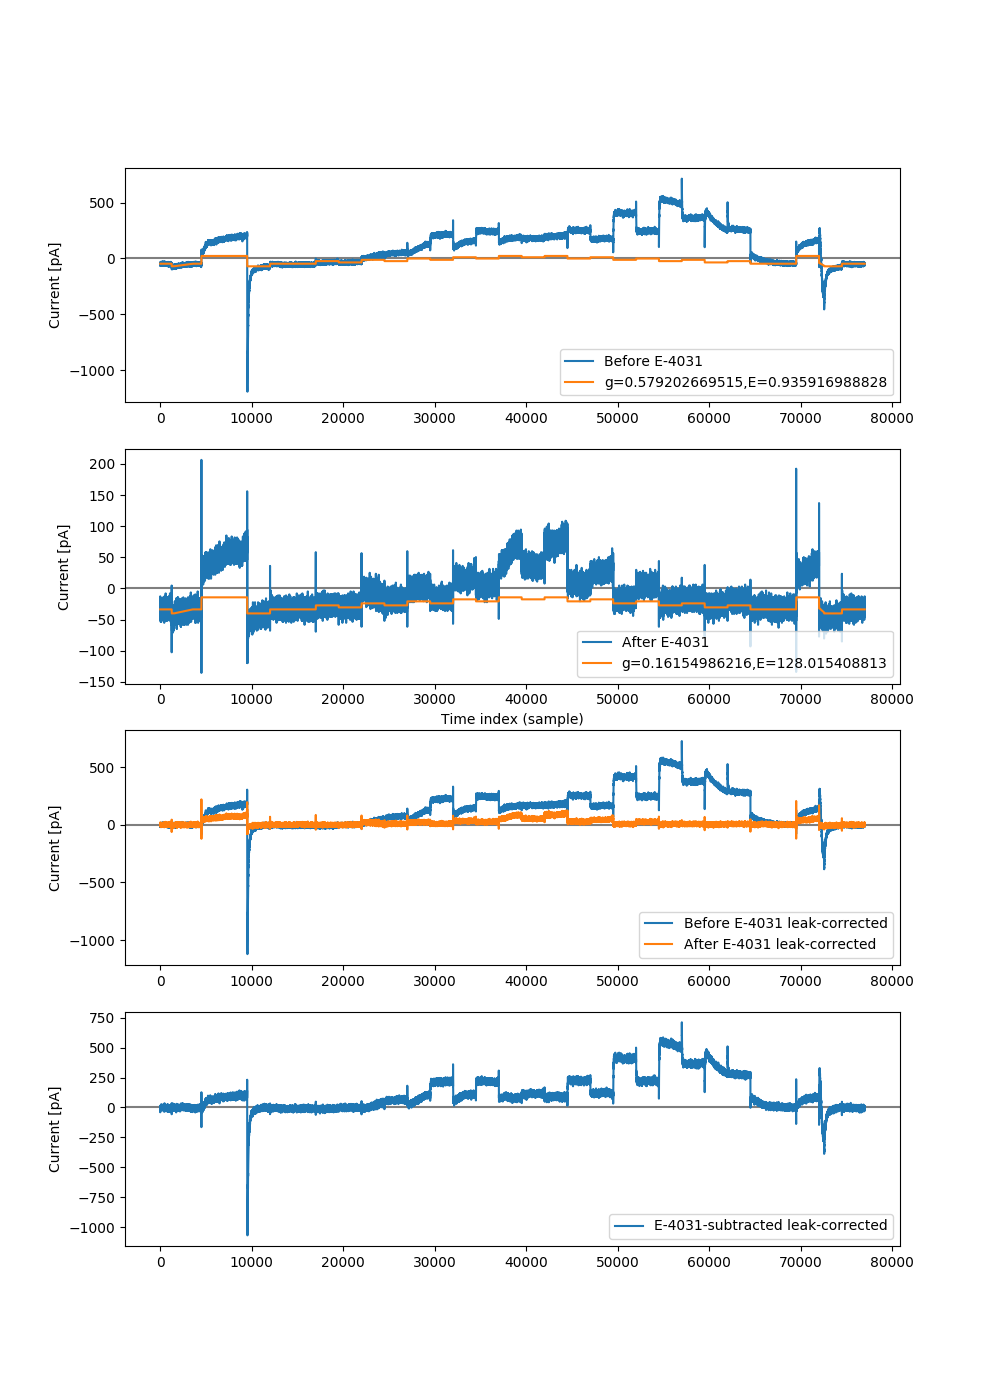 500
0
−500
−1000
Current [pA]
Before E-4031
g=0.579202669515,E=0.935916988828
0 10000 20000 30000 40000 50000 60000 70000 80000
200
150
100
50
0
−50
−100
−150
Current [pA]
After E-4031
g=0.16154986216,E=128.015408813
0 10000 20000 30000 40000 50000 60000 70000 80000
Time index (sample)
500
0
−500
−1000
Current [pA]
Before E-4031 leak-corrected
After E-4031 leak-corrected
0 10000 20000 30000 40000 50000 60000 70000 80000
750
500
250
0
−250
−500
−750
−1000
Current [pA]
E-4031-subtracted leak-corrected
0 10000 20000 30000 40000 50000 60000 70000 80000